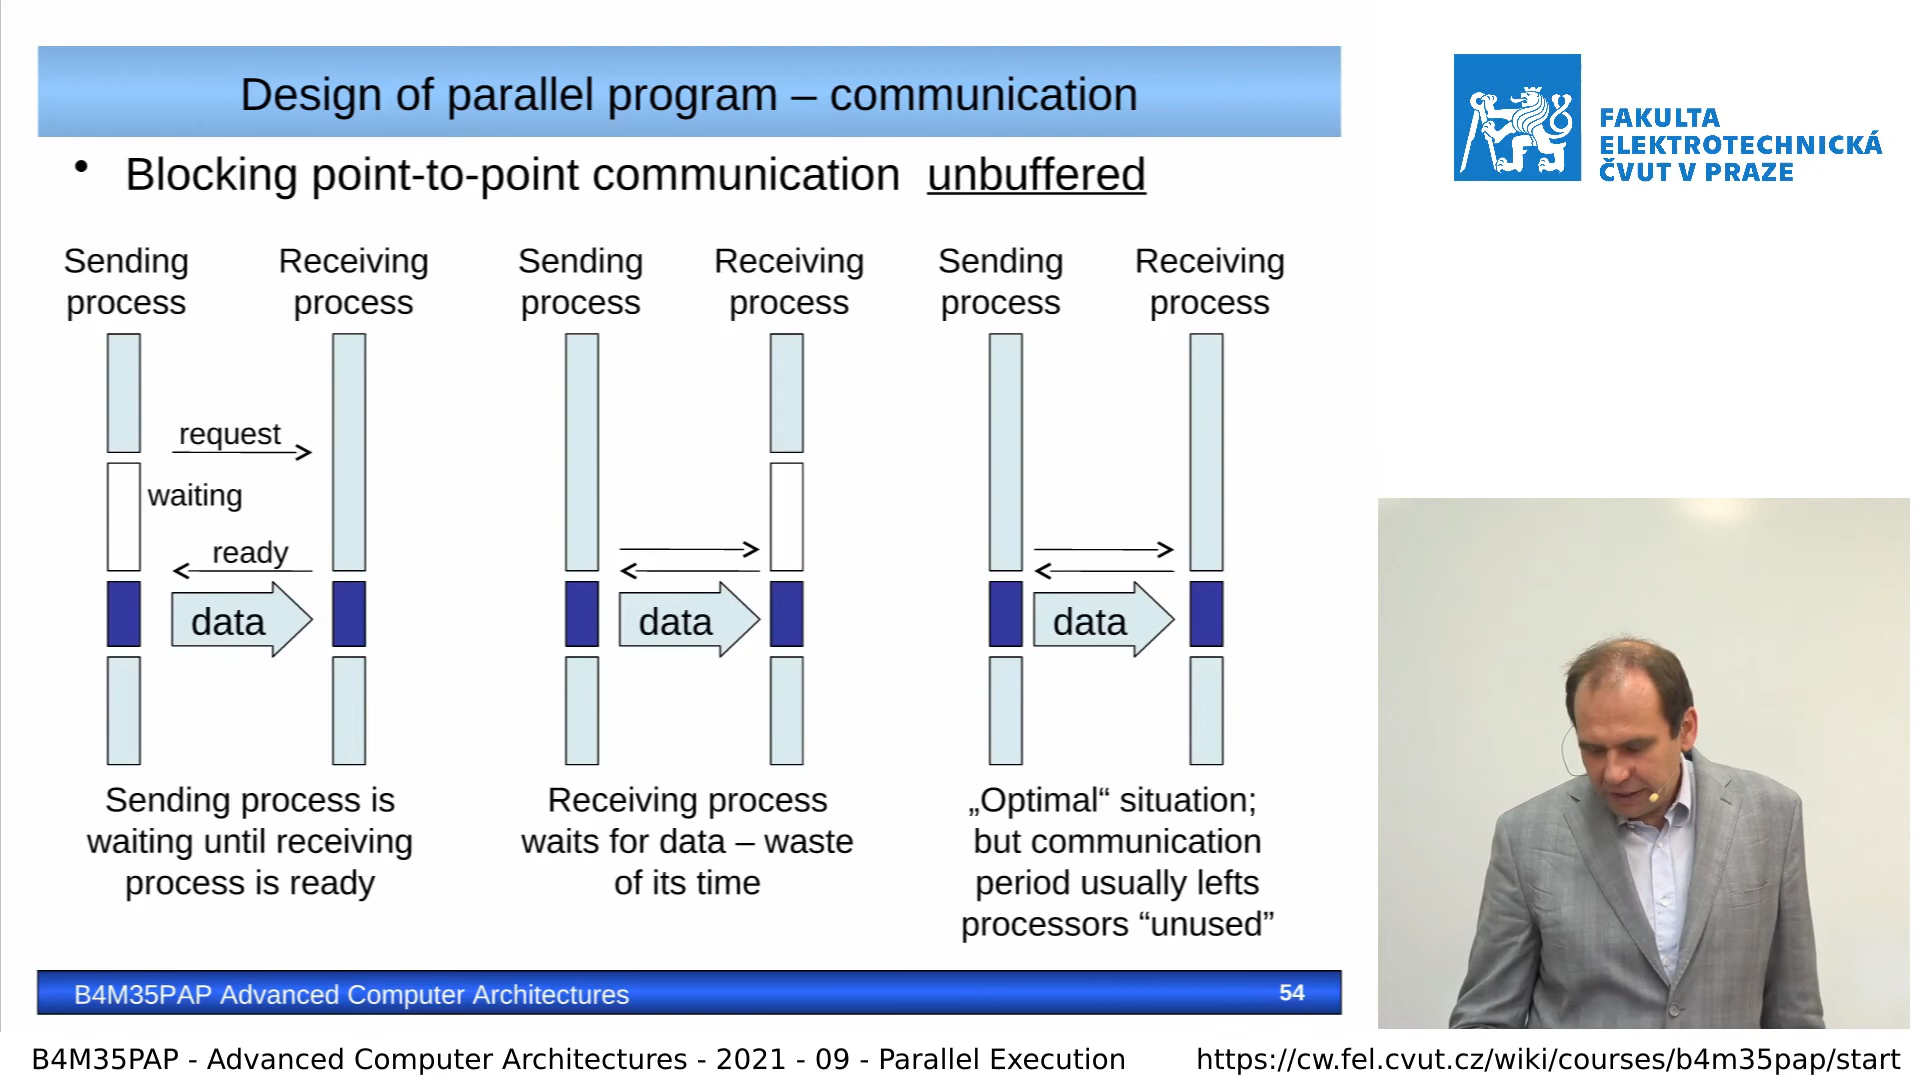 Design of parallel program – communication
• Blocking point-to-point communication unbuffered
Sending process
Receiving process
Sending process
Receiving process
Sending process
Receiving process
request
waiting
ready
data
data
data
Sending process is
waiting until receiving
process is ready
Receiving process
waits for data – waste
of its time
„Optimal“ situation;
but communication
period usually lefts
processors “unused”
B4M35PAP Advanced Computer Architectures
54
FAKULTA
ELEKTROTECHNICKÁ
ČVUT V PRAZE
B4M35PAP - Advanced Computer Architectures - 2021 - 09 - Parallel Execution
https://cw.fel.cvut.cz/wiki/courses/b4m35pap/start